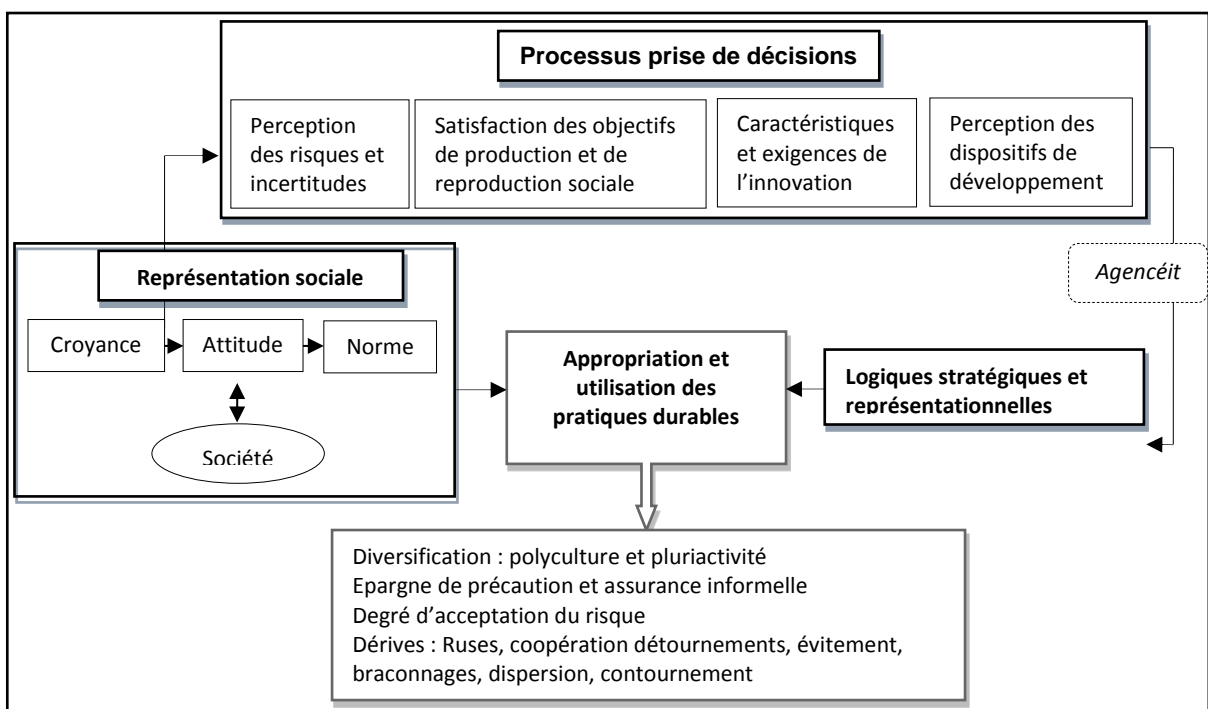 Processus prise de décisions
Perception
des risques et
incertitudes
Satisfaction des objectifs
de production et de
reproduction sociale
Caractéristiques
et exigences de
l’innovation
Perception des
dispositifs de
développement
Agencéit
Représentation sociale
Croyance
Attitude
Norme
Société
Appropriation et
utilisation des
pratiques durables
Logiques stratégiques et
représentationnelles
Diversification : polyculture et pluriactivité
Epargne de précaution et assurance informelle
Degré d’acceptation du risque
Dérives : Ruses, coopération détournements, évitement,
braconnages, dispersion, contournement